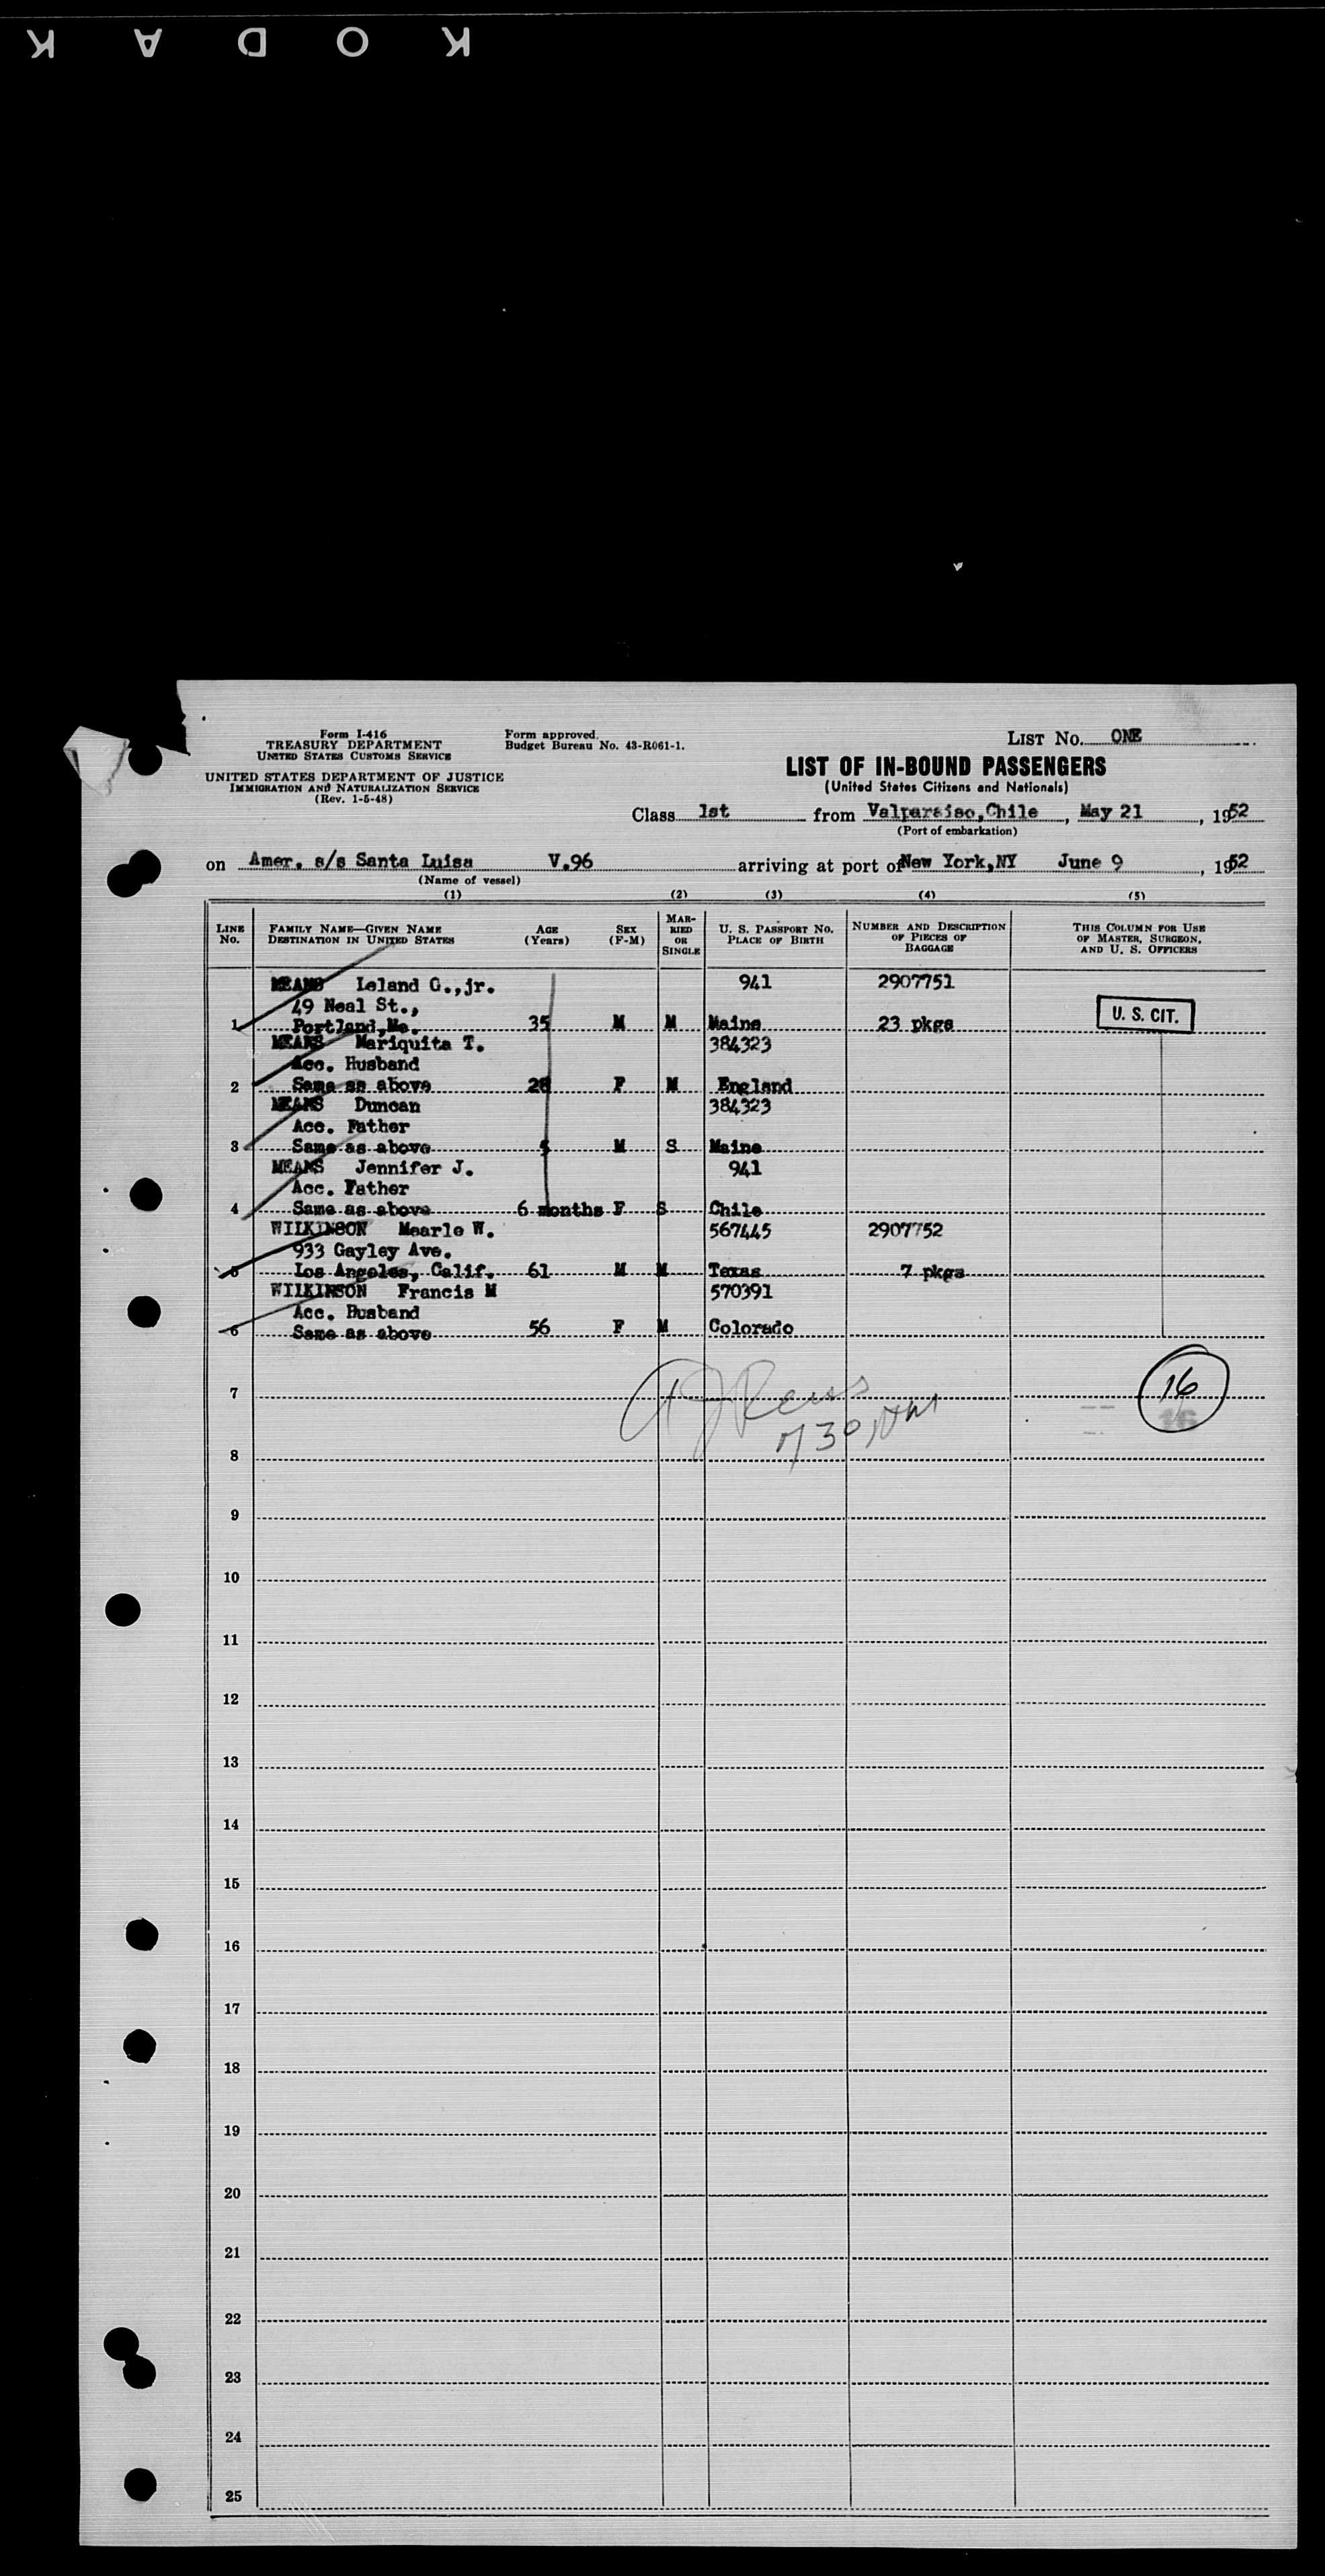 K O D A K
Form I-416
TREASURY DEPARTMENT
UNITED STATES CUSTOMS SERVICE
UNITED STATES DEPARTMENT OF JUSTICE
IMMIGRATION AND NATURALIZATION SERVICE
(Rev. 1-5-48)
Form approved.
Budget Bureau No. 43-R061-1.
LIST No. ONE
LIST OF IN-BOUND PASSENGERS
(United States Citizens and Nationals)
Class 1st from Valparaiso,Chile , May 21 , 1952
(Port of embarkation)
on Amer. s/s Santa Luisa V.96 arriving at port of New York,NY June 9 , 1952
(Name of vessel)
(1) (2) (3) (4) (5)
LINE No. FAMILY NAME—GIVEN NAME DESTINATION IN UNITED STATES AGE (Years) SEX (F-M) MARRIED OR SINGLE U. S. PASSPORT No. PLACE OF BIRTH NUMBER AND DESCRIPTION OF PIECES OF BAGGAGE THIS COLUMN FOR USE OF MASTER, SURGEON, AND U. S. OFFICERS
MEANS Leland G.,jr. 941 2907751
49 Neal St.,
1 Portland,Me. 35 M M Maine 23 pkgs U. S. CIT.
MEANS Mariquita T. 384323
Acc. Husband
2 Same as above 28 F M England
MEANS Duncan 384323
Acc. Father
3 Same as above 5 M S Maine
MEANS Jennifer J. 941
Acc. Father
4 Same as above 6 months F S Chile
WILKINSON Mearle W. 567445 2907752
933 Gayley Ave.
5 Los Angeles, Calif. 61 M M Texas 7 pkgs
WILKINSON Francis M 570391
Acc. Husband
6 Same as above 56 F M Colorado
7 16
16
8
9
10
11
12
13
14
15
16
17
18
19
20
21
22
23
24
25